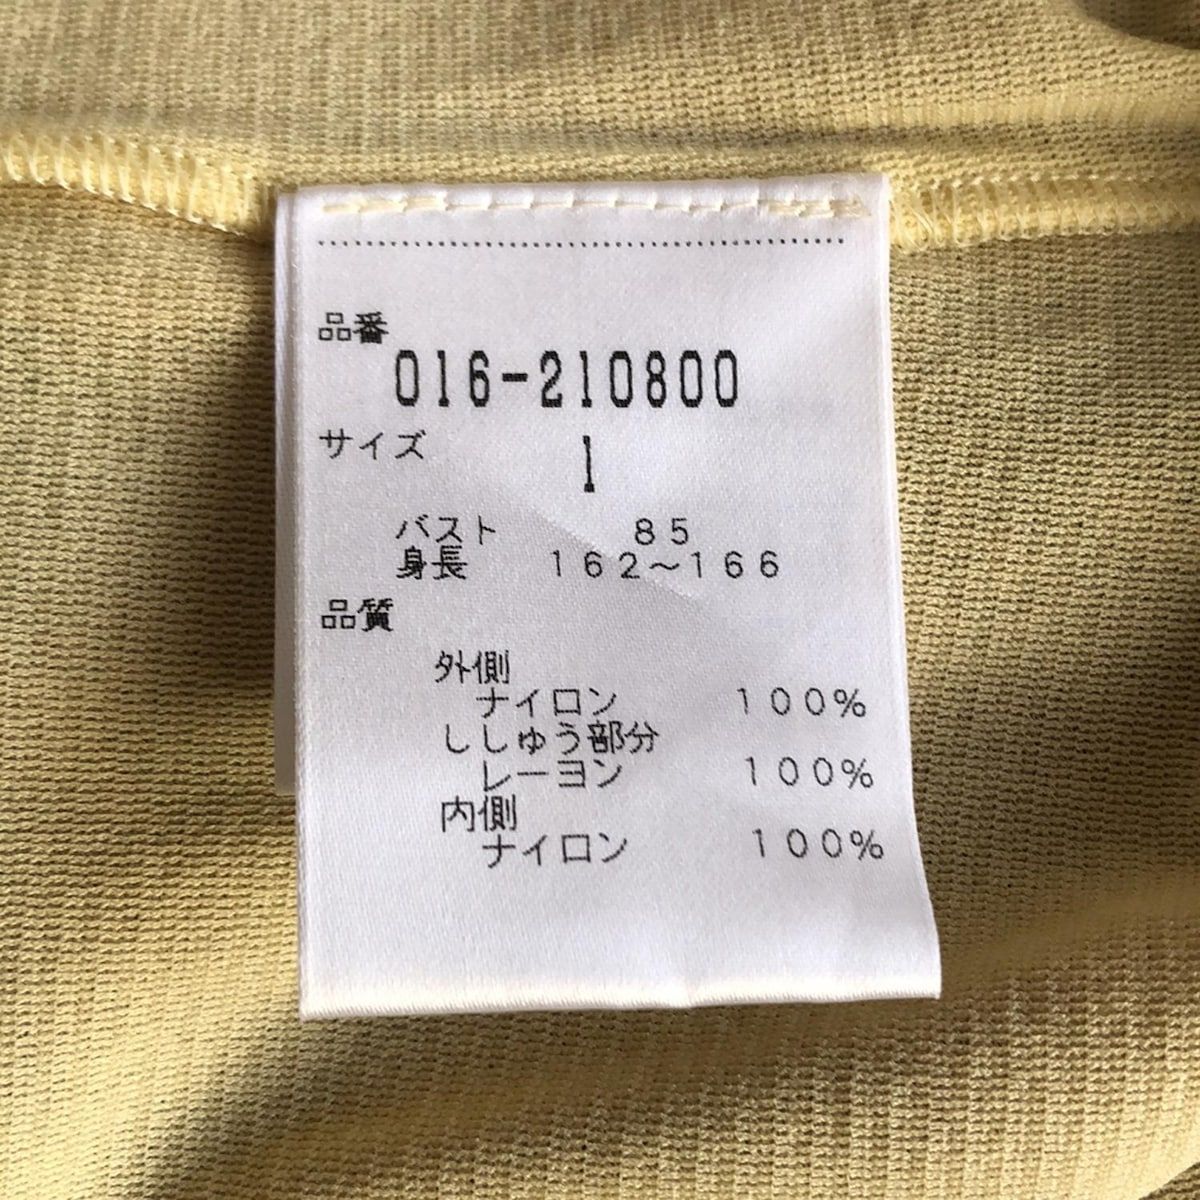 品番
016-210800
サイズ 1
バスト 85
身長 162～166
品質
外側
ナイロン 100%
ししゅう部分
レーヨン 100%
内側
ナイロン 100%